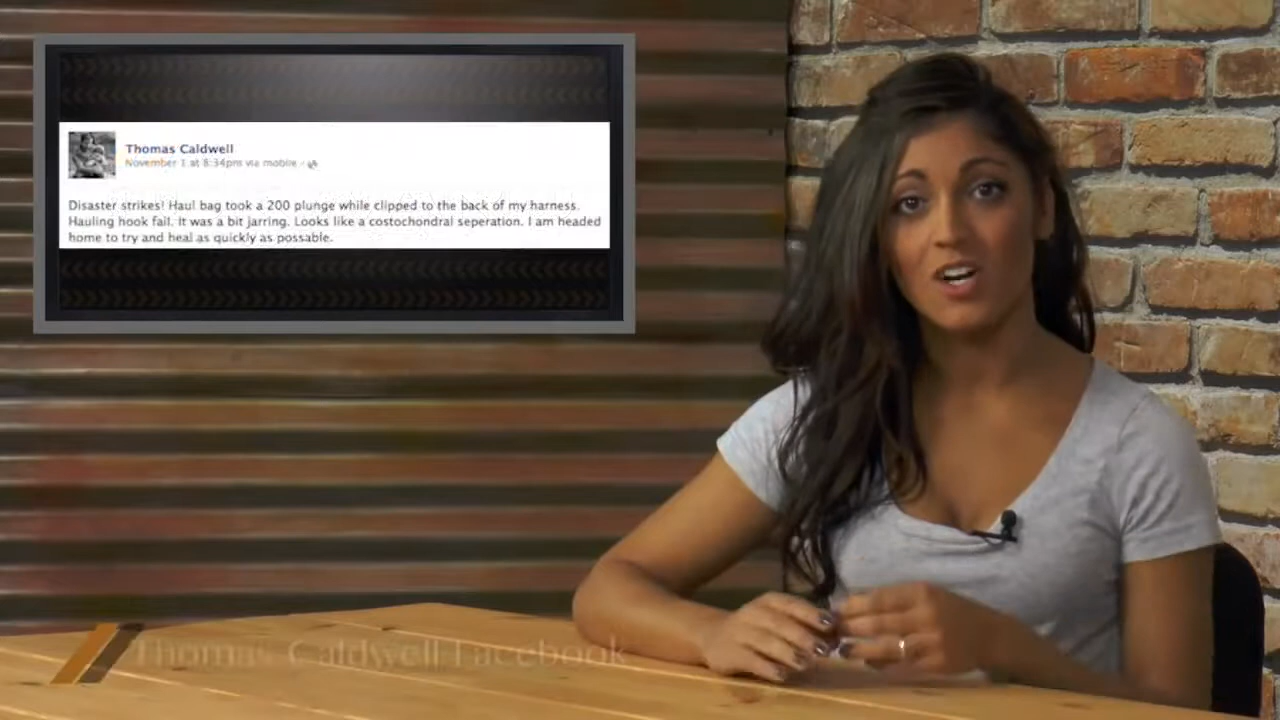 Thomas Caldwell
November 1 at 8:34pm via mobile
Disaster strikes! Haul bag took a 200 plunge while clipped to the back of my harness.
Hauling hook fail. It was a bit jarring. Looks like a costochondral seperation. I am headed
home to try and heal as quickly as possable.
Thomas Caldwell Facebook